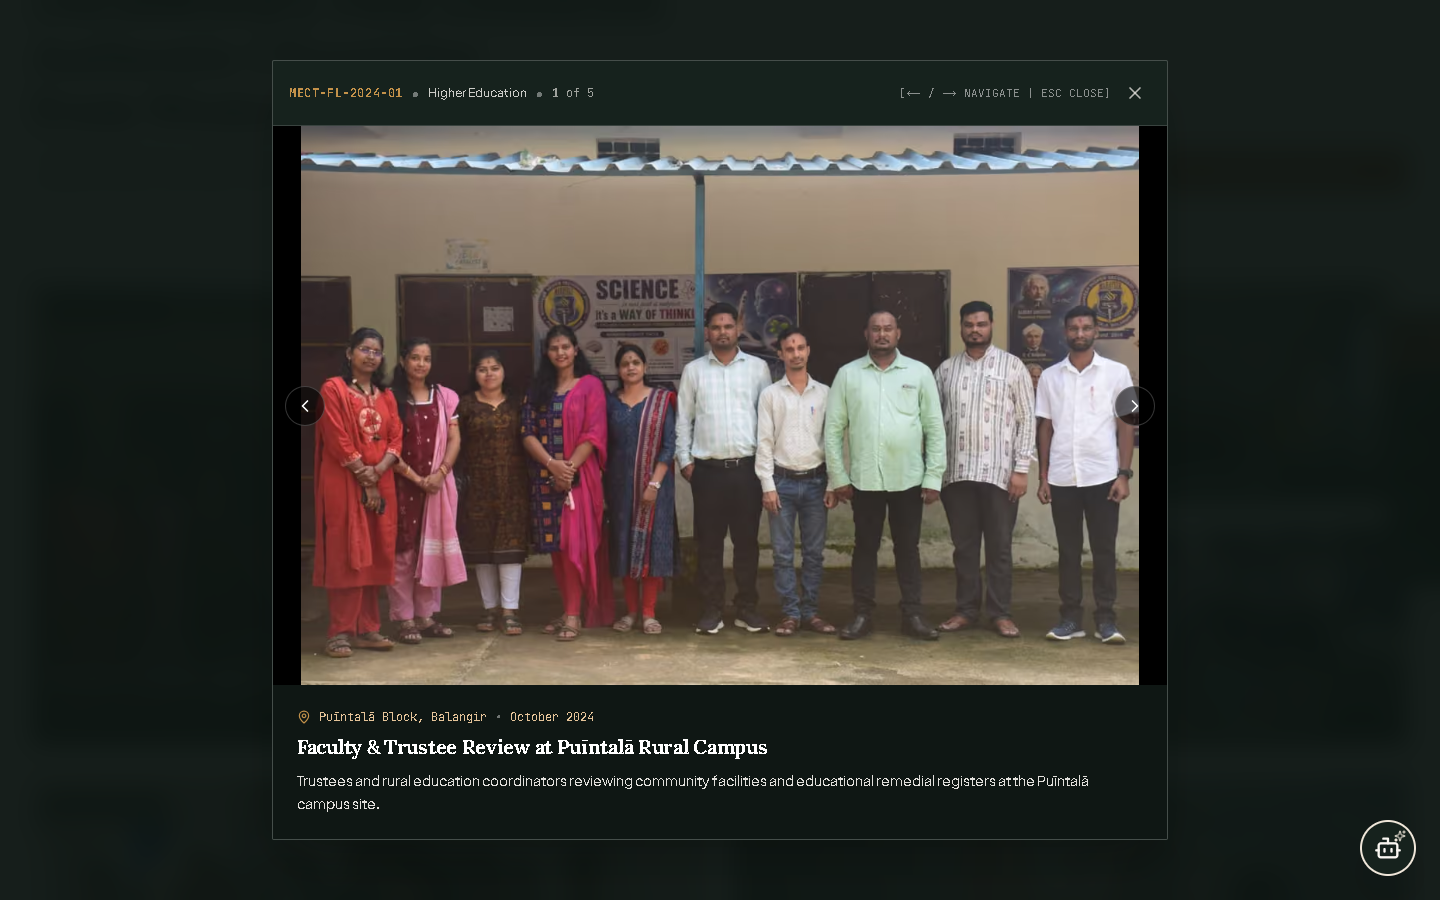 MECT-FL-2024-01 • Higher Education • 1 of 5
[← / → NAVIGATE | ESC CLOSE]
SCIENCE
it's a WAY OF THINKI
Puīntalā Block, Balangir • October 2024
Faculty & Trustee Review at Puīntalā Rural Campus
Trustees and rural education coordinators reviewing community facilities and educational remedial registers at the Puīntalā
campus site.